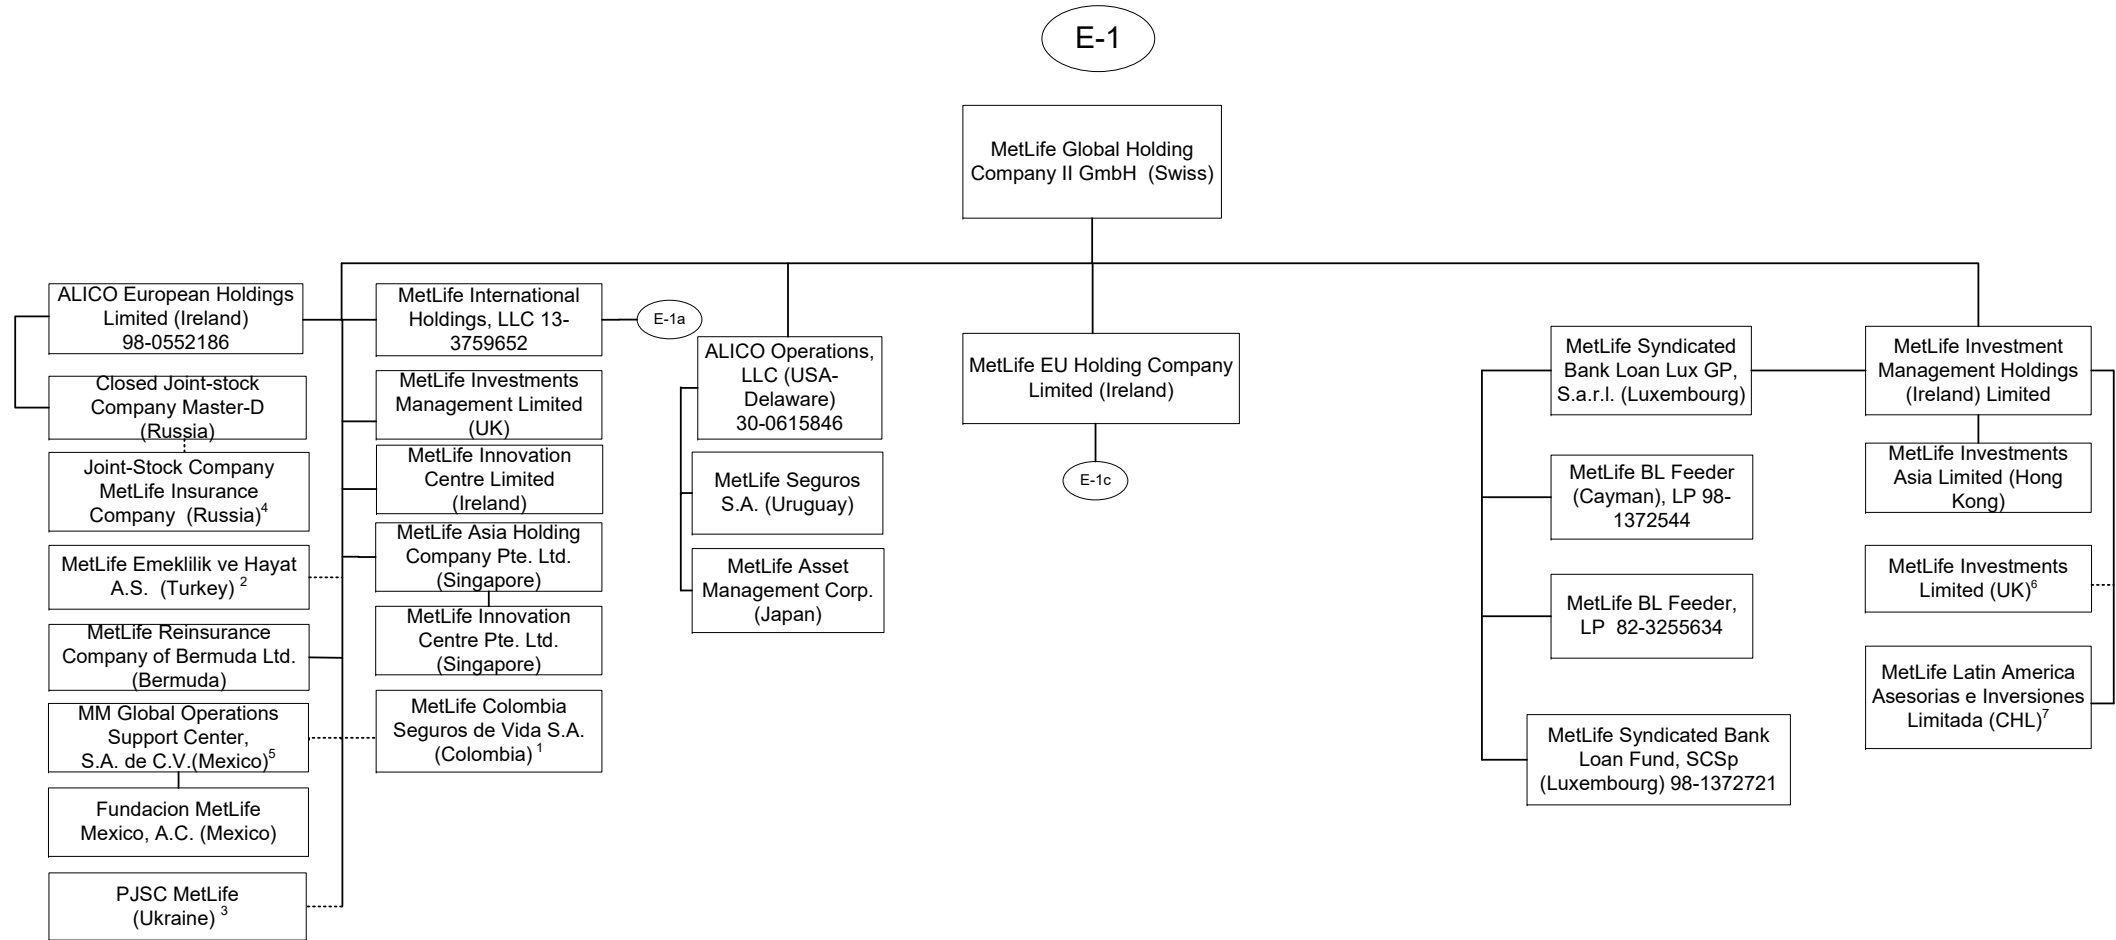 E-1
MetLife Global Holding
Company II GmbH  (Swiss)
ALICO European Holdings
Limited (Ireland)
98-0552186
Closed Joint-stock
Company Master-D
(Russia)
Joint-Stock Company
MetLife Insurance
Company  (Russia)4
MetLife Emeklilik ve Hayat
A.S.  (Turkey) 2
MetLife Reinsurance
Company of Bermuda Ltd.
(Bermuda)
MM Global Operations
Support Center,
S.A. de C.V.(Mexico)5
Fundacion MetLife
Mexico, A.C. (Mexico)
PJSC MetLife
(Ukraine) 3
MetLife International
Holdings, LLC 13-
3759652
E-1a
MetLife Investments
Management Limited
(UK)
MetLife Innovation
Centre Limited
(Ireland)
MetLife Asia Holding
Company Pte. Ltd.
(Singapore)
MetLife Innovation
Centre Pte. Ltd.
(Singapore)
MetLife Colombia
Seguros de Vida S.A.
(Colombia) 1
ALICO Operations,
LLC (USA-
Delaware)
30-0615846
MetLife Seguros
S.A. (Uruguay)
MetLife Asset
Management Corp.
(Japan)
MetLife EU Holding Company
Limited (Ireland)
E-1c
MetLife Syndicated
Bank Loan Lux GP,
S.a.r.l. (Luxembourg)
MetLife BL Feeder
(Cayman), LP 98-
1372544
MetLife BL Feeder,
LP  82-3255634
MetLife Syndicated Bank
Loan Fund, SCSp
(Luxembourg) 98-1372721
MetLife Investment
Management Holdings
(Ireland) Limited
MetLife Investments
Asia Limited (Hong
Kong)
MetLife Investments
Limited (UK)6
MetLife Latin America
Asesorias e Inversiones
Limitada (CHL)7